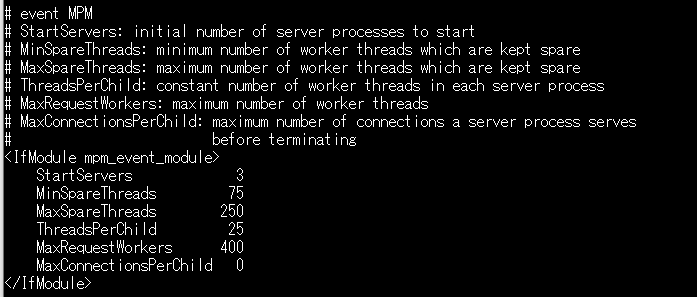 # event MPM
# StartServers: initial number of server processes to start
# MinSpareThreads: minimum number of worker threads which are kept spare
# MaxSpareThreads: maximum number of worker threads which are kept spare
# ThreadsPerChild: constant number of worker threads in each server process
# MaxRequestWorkers: maximum number of worker threads
# MaxConnectionsPerChild: maximum number of connections a server process serves
#                         before terminating
<IfModule mpm_event_module>
    StartServers             3
    MinSpareThreads         75
    MaxSpareThreads        250
    ThreadsPerChild         25
    MaxRequestWorkers      400
    MaxConnectionsPerChild   0
</IfModule>